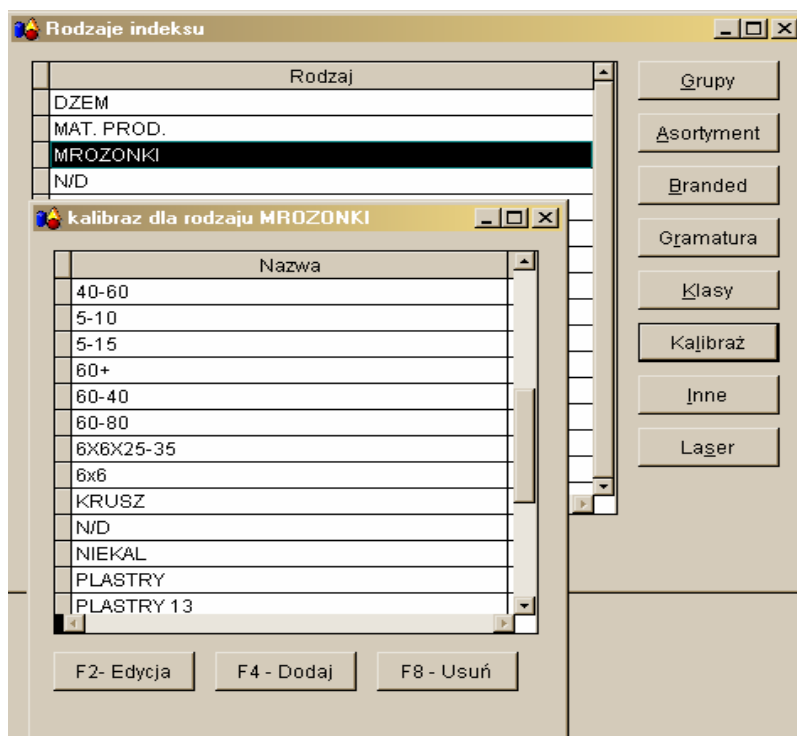 Rodzaje indeksu
Rodzaj
DZEM
MAT. PROD.
MROZONKI
N/D
Grupy
Asortyment
Branded
Gramatura
Klasy
Kalibraż
Inne
Laser
kalibraz dla rodzaju MROZONKI
Nazwa
40-60
5-10
5-15
60+
60-40
60-80
6X6X25-35
6x6
KRUSZ
N/D
NIEKAL
PLASTRY
PLASTRY 13
F2- Edycja
F4 - Dodaj
F8 - Usuń